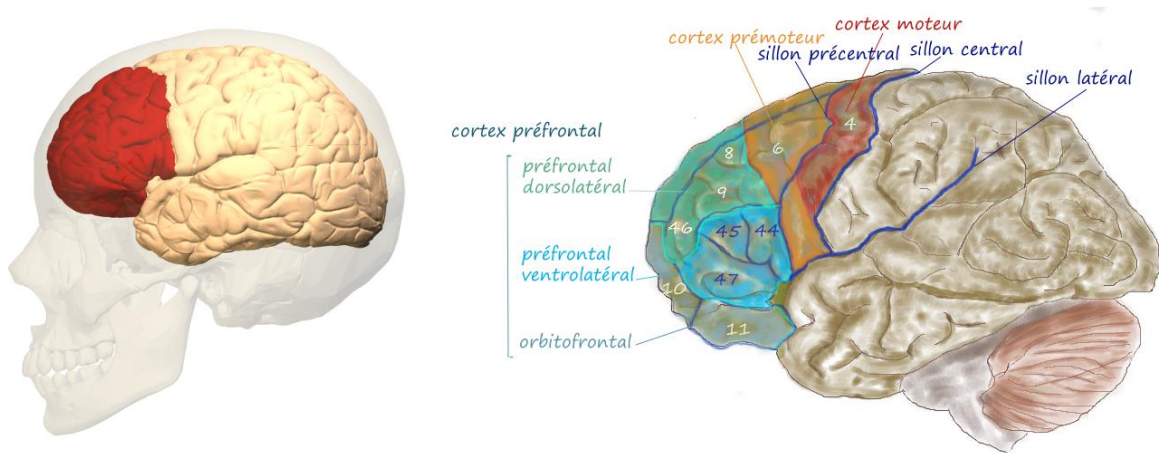 cortex moteur
cortex prémoteur
sillon précentral
sillon central
sillon latéral
cortex préfrontal
préfrontal
dorsolatéral
préfrontal
ventrolatéral
orbitofrontal
4
6
8
9
46
45
44
47
10
11